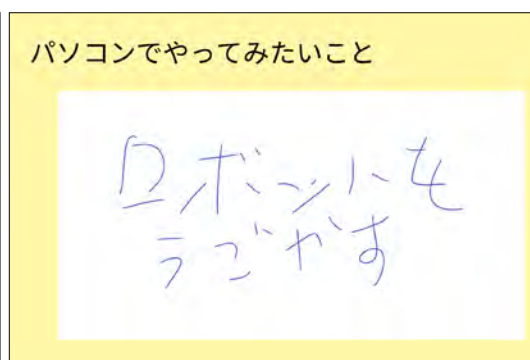 パソコンでやってみたいこと
ロボットを
うごかす